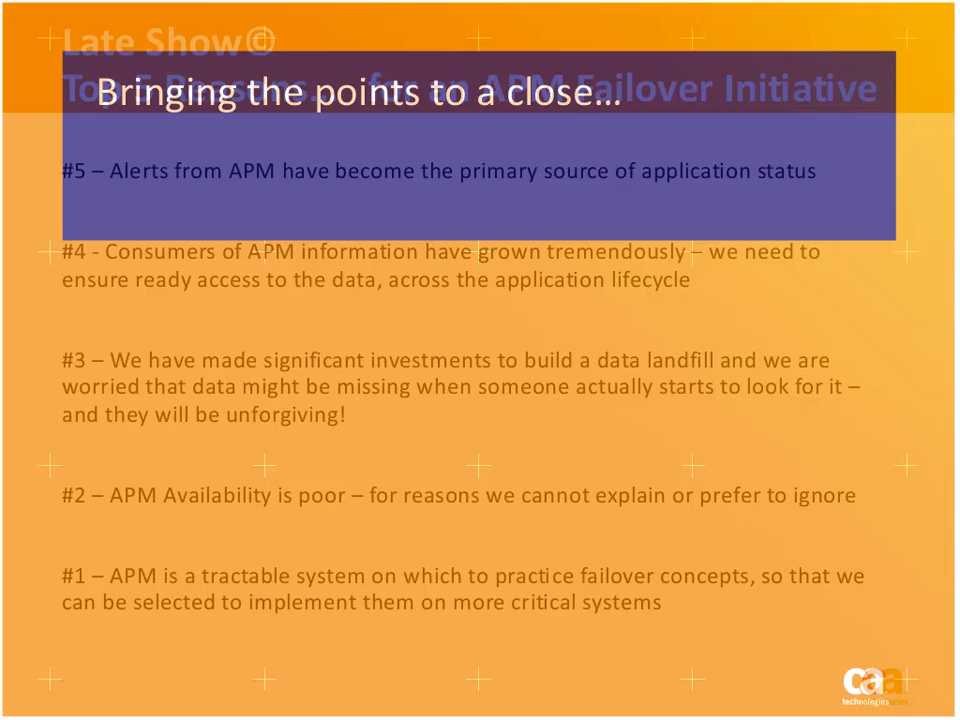 Late Show©
Top 5 Reasons… for an APM Failover Initiative
Bringing the points to a close…
#5 – Alerts from APM have become the primary source of application status
#4 - Consumers of APM information have grown tremendously – we need to
ensure ready access to the data, across the application lifecycle
#3 – We have made significant investments to build a data landfill and we are
worried that data might be missing when someone actually starts to look for it –
and they will be unforgiving!
#2 – APM Availability is poor – for reasons we cannot explain or prefer to ignore
#1 – APM is a tractable system on which to practice failover concepts, so that we
can be selected to implement them on more critical systems
ca
technologies